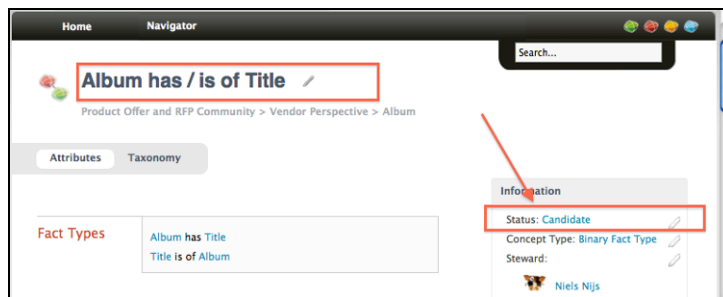 Home Navigator
Search...
Album has / is of Title
Product Offer and RFP Community > Vendor Perspective > Album
Attributes Taxonomy
Information
Status: Candidate
Concept Type: Binary Fact Type
Steward:
Niels Nijs
Fact Types
Album has Title
Title is of Album